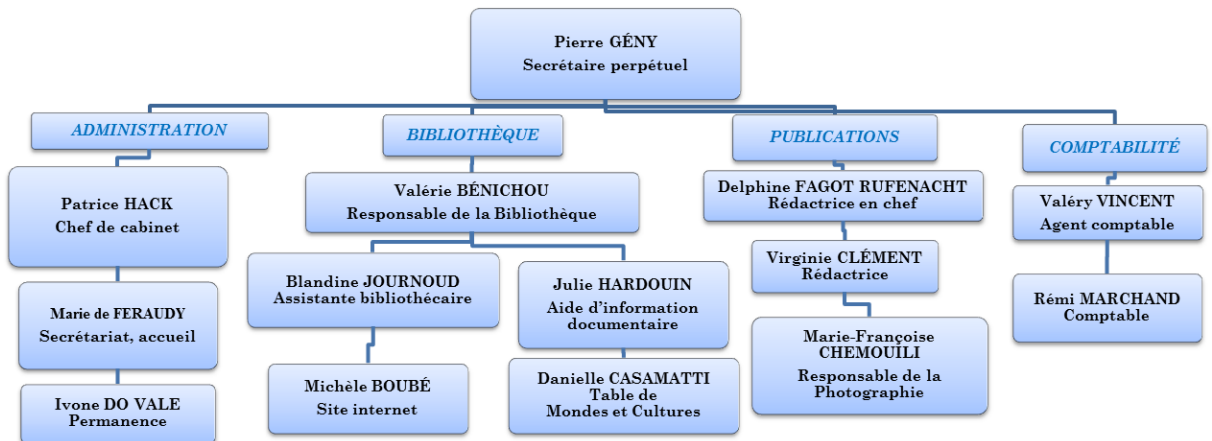 Pierre GÉNY
Secrétaire perpétuel
ADMINISTRATION
Patrice HACK
Chef de cabinet
Marie de FERAUDY
Secrétariat, accueil
Ivone DO VALE
Permanence
BIBLIOTHÈQUE
Valérie BÉNICHOU
Responsable de la Bibliothèque
Blandine JOURNOUD
Assistante bibliothécaire
Michèle BOUBÉ
Site internet
Julie HARDOUIN
Aide d’information
documentaire
Danielle CASAMATTI
Table de
Mondes et Cultures
PUBLICATIONS
Delphine FAGOT RUFENACHT
Rédactrice en chef
Virginie CLÉMENT
Rédactrice
Marie-Françoise
CHEMOUILI
Responsable de la
Photographie
COMPTABILITÉ
Valéry VINCENT
Agent comptable
Rémi MARCHAND
Comptable